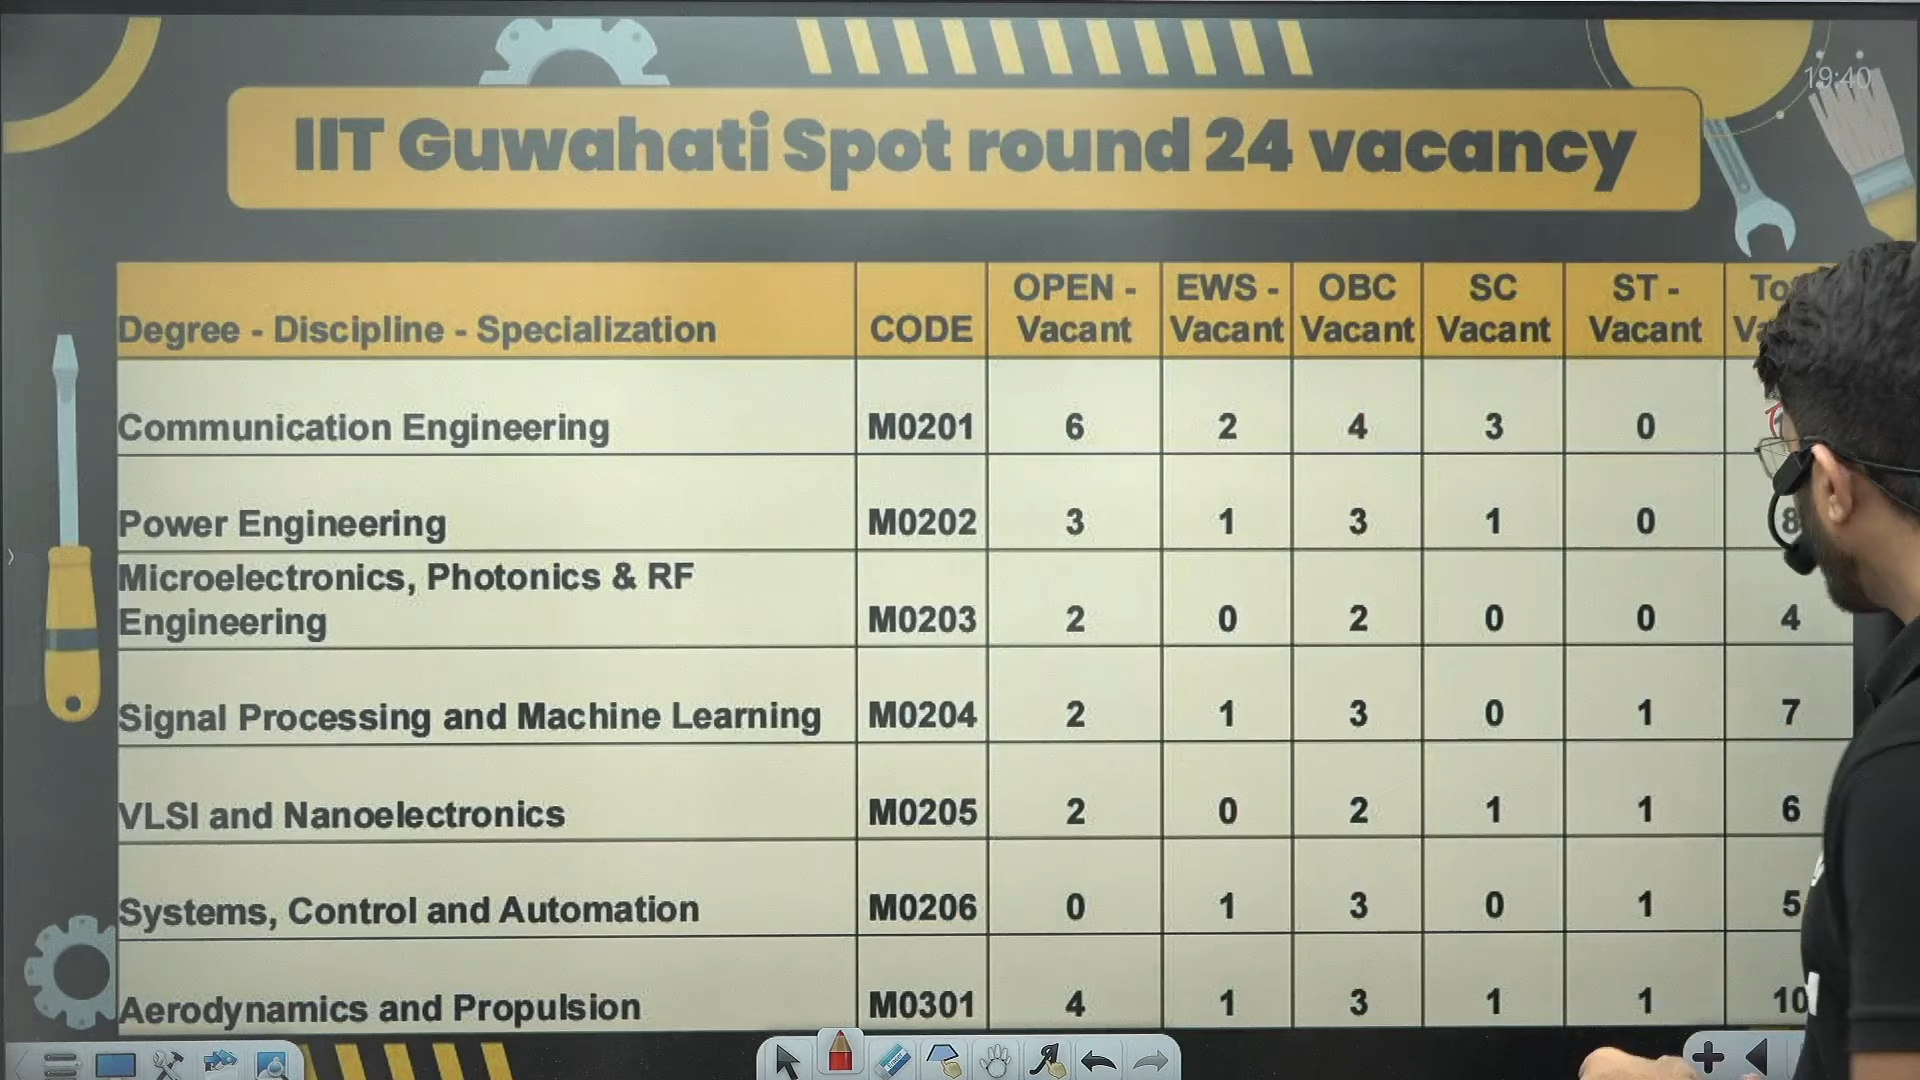 19:40
IIT Guwahati Spot round 24 vacancy
Degree - Discipline - Specialization CODE OPEN - Vacant EWS - Vacant OBC Vacant SC Vacant ST - Vacant
Communication Engineering M0201 6 2 4 3 0
Power Engineering M0202 3 1 3 1 0 8
Microelectronics, Photonics & RF
Engineering M0203 2 0 2 0 0 4
Signal Processing and Machine Learning M0204 2 1 3 0 1 7
VLSI and Nanoelectronics M0205 2 0 2 1 1 6
Systems, Control and Automation M0206 0 1 3 0 1 5
Aerodynamics and Propulsion M0301 4 1 3 1 1 10